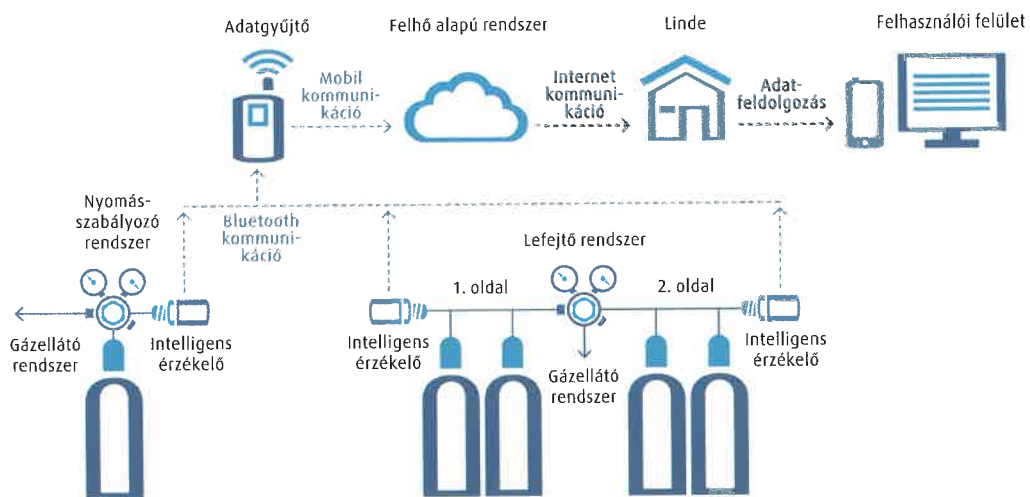 Adatgyűjtő
Felhő alapú rendszer
Linde
Felhasználói felület
Mobil
kommuni-
káció
Internet
kommuni-
káció
Adat-
feldolgozás
Nyomás-
szabályozó
rendszer
Bluetooth
kommuni-
káció
Lefejtő rendszer
1. oldal
2. oldal
Gázellátó
rendszer
Intelligens
érzékelő
Intelligens
érzékelő
Gázellátó
rendszer
Intelligens
érzékelő